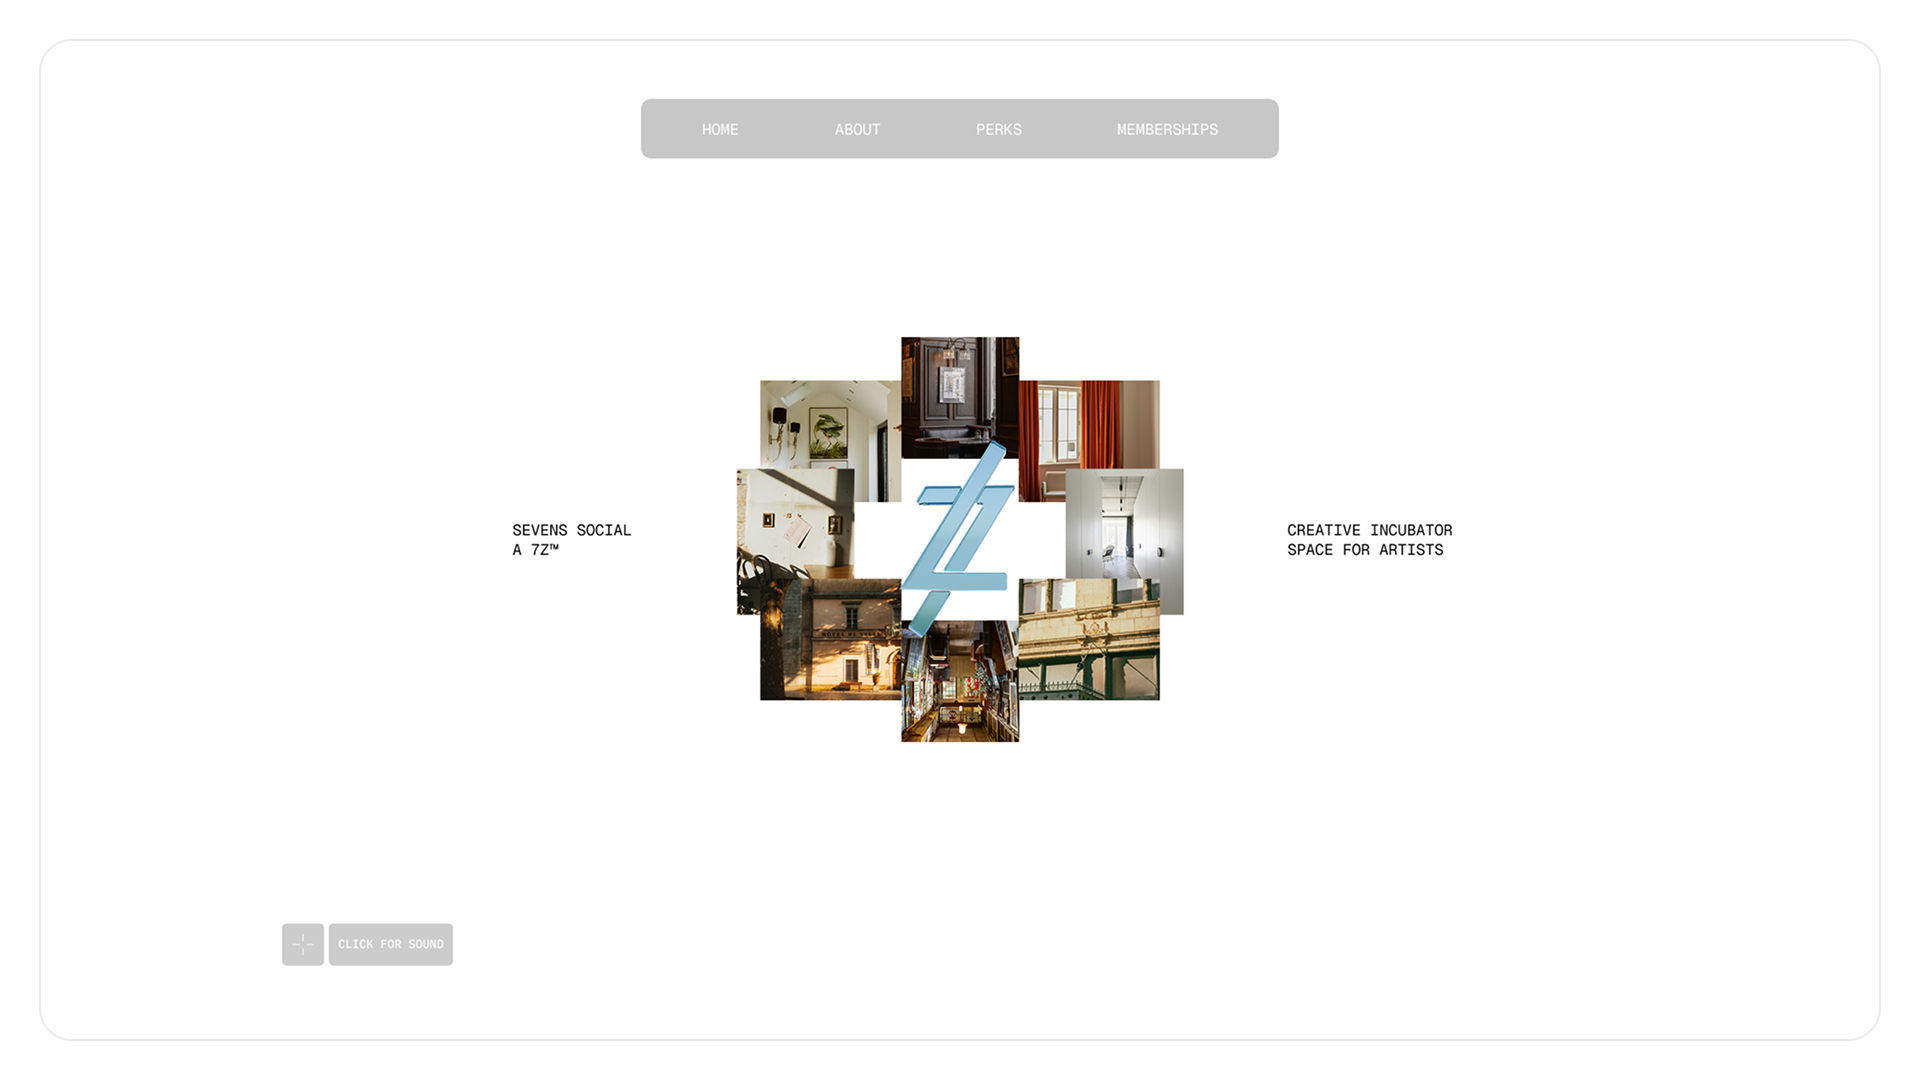 HOME ABOUT PERKS MEMBERSHIPS
SEVENS SOCIAL
A 7Z™
CREATIVE INCUBATOR
SPACE FOR ARTISTS
CLICK FOR SOUND